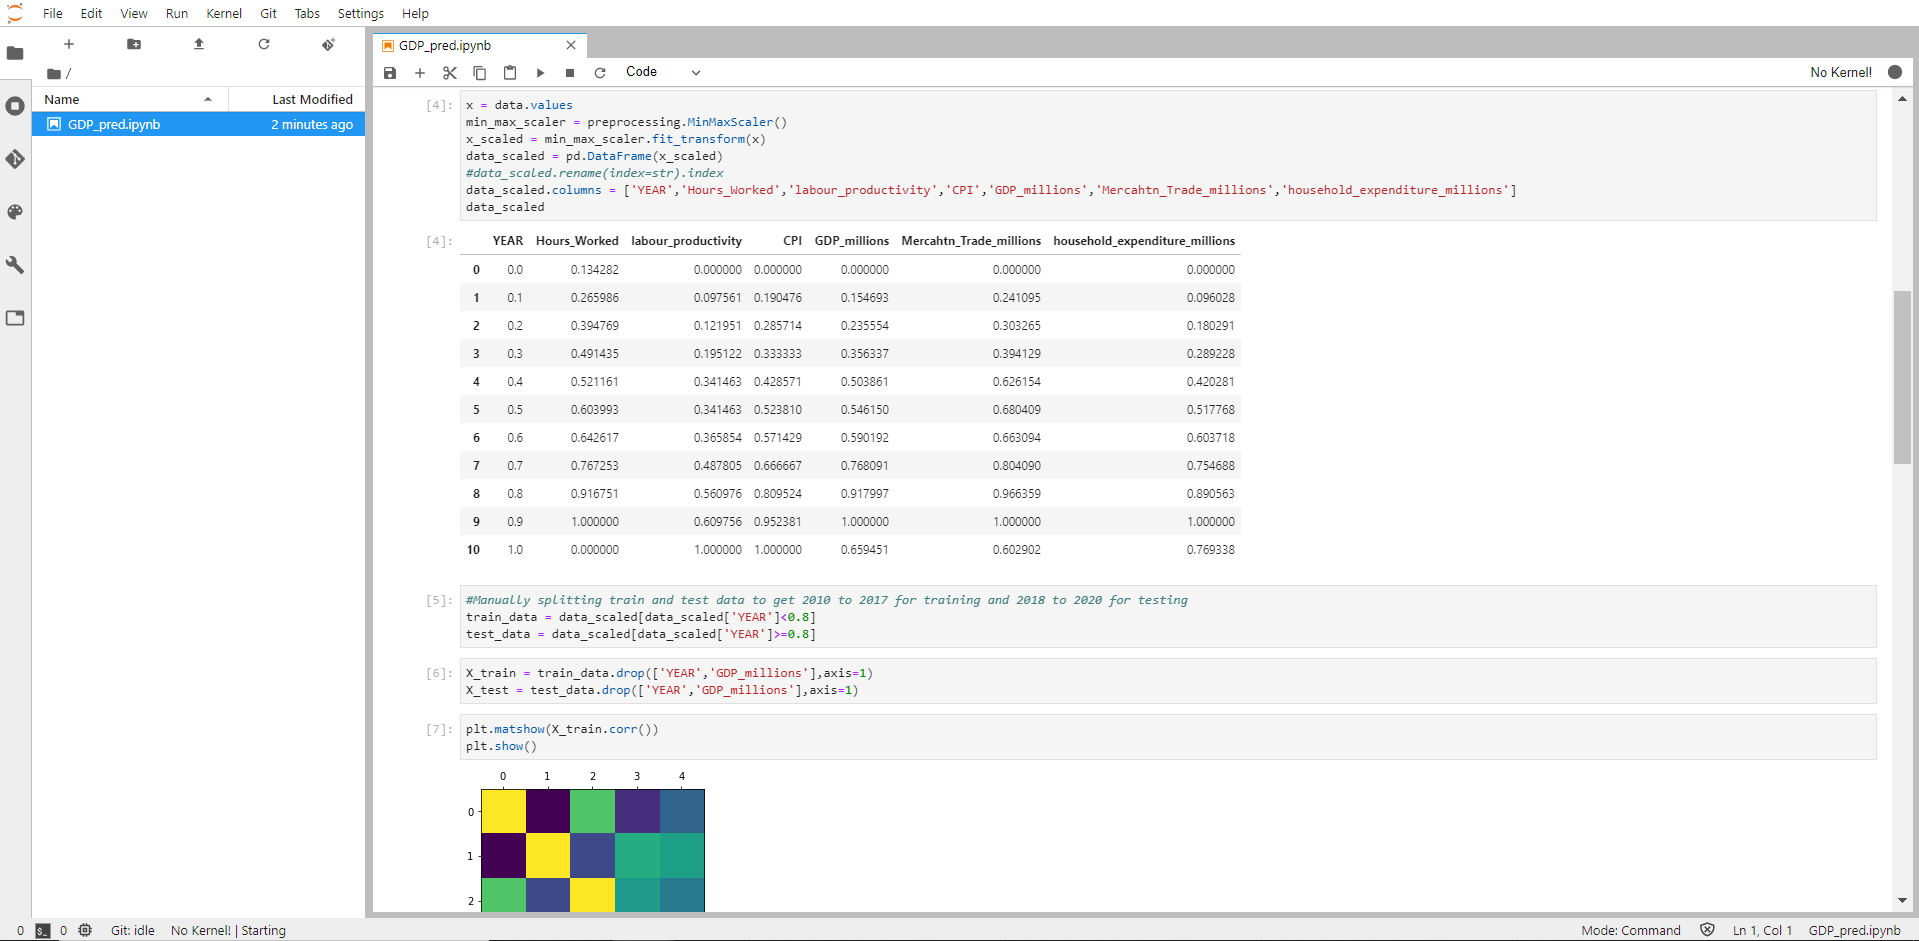 File Edit View Run Kernel Git Tabs Settings Help
GDP_pred.ipynb
/
Code
No Kernel!
Name Last Modified
GDP_pred.ipynb 2 minutes ago
[4]:
x = data.values
min_max_scaler = preprocessing.MinMaxScaler()
x_scaled = min_max_scaler.fit_transform(x)
data_scaled = pd.DataFrame(x_scaled)
#data_scaled.rename(index=str).index
data_scaled.columns = ['YEAR','Hours_Worked','labour_productivity','CPI','GDP_millions','Mercahtn_Trade_millions','household_expenditure_millions']
data_scaled
[4]:
YEAR Hours_Worked labour_productivity CPI GDP_millions Mercahtn_Trade_millions household_expenditure_millions
0 0.0 0.134282 0.000000 0.000000 0.000000 0.000000 0.000000
1 0.1 0.265986 0.097561 0.190476 0.154693 0.241095 0.096028
2 0.2 0.394769 0.121951 0.285714 0.235554 0.303265 0.180291
3 0.3 0.491435 0.195122 0.333333 0.356337 0.394129 0.289228
4 0.4 0.521161 0.341463 0.428571 0.503861 0.626154 0.420281
5 0.5 0.603993 0.341463 0.523810 0.546150 0.680409 0.517768
6 0.6 0.642617 0.365854 0.571429 0.590192 0.663094 0.603718
7 0.7 0.767253 0.487805 0.666667 0.768091 0.804090 0.754688
8 0.8 0.916751 0.560976 0.809524 0.917997 0.966359 0.890563
9 0.9 1.000000 0.609756 0.952381 1.000000 1.000000 1.000000
10 1.0 0.000000 1.000000 1.000000 0.659451 0.602902 0.769338
[5]:
#Manually splitting train and test data to get 2010 to 2017 for training and 2018 to 2020 for testing
train_data = data_scaled[data_scaled['YEAR']<0.8]
test_data = data_scaled[data_scaled['YEAR']>=0.8]
[6]:
X_train = train_data.drop(['YEAR','GDP_millions'],axis=1)
X_test = test_data.drop(['YEAR','GDP_millions'],axis=1)
[7]:
plt.matshow(X_train.corr())
plt.show()
0 1 2 3 4
0
1
2
0 $_ 0 Git: idle No Kernel! | Starting Mode: Command Ln 1, Col 1 GDP_pred.ipynb